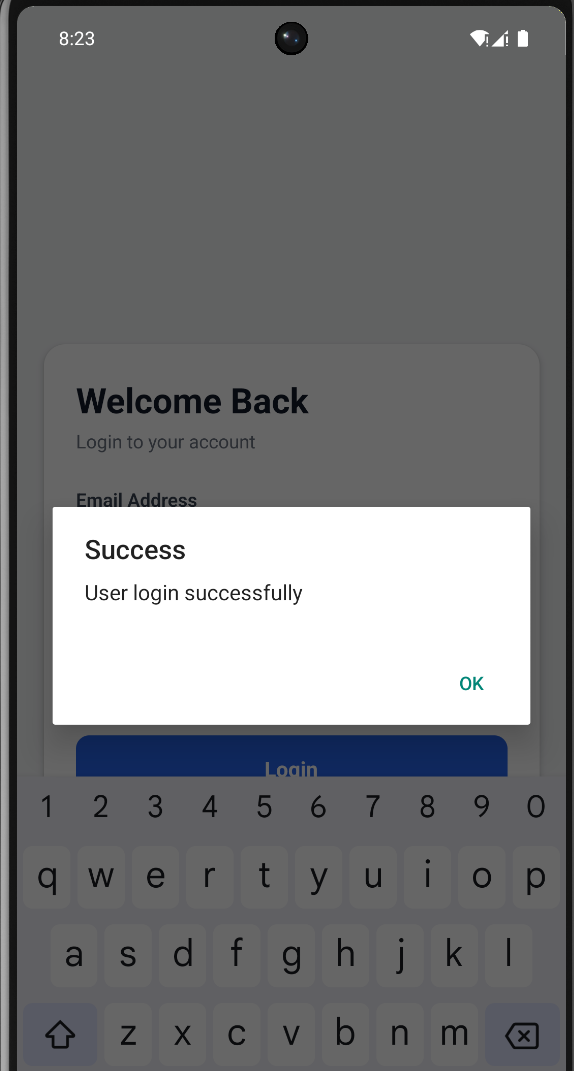 8:23
Welcome Back
Login to your account
Email Address
Success
User login successfully
OK
Login
1 2 3 4 5 6 7 8 9 0
q w e r t y u i o p
a s d f g h j k l
z x c v b n m